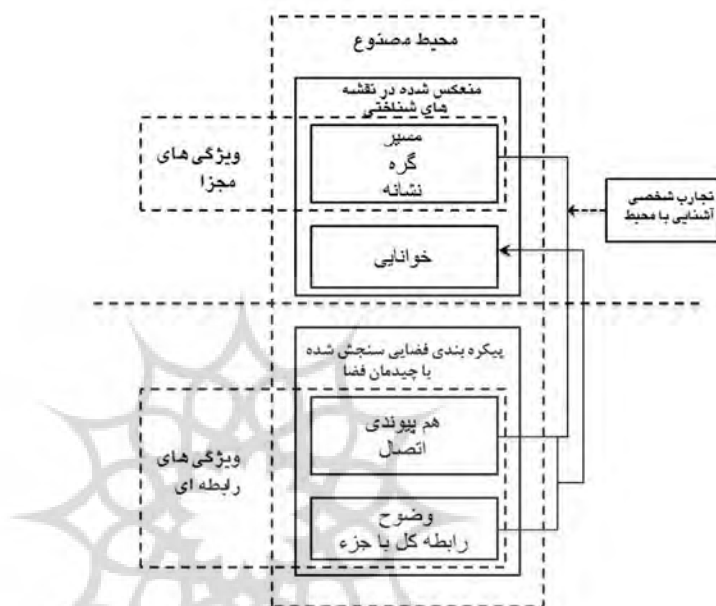 محیط مصنوع
منعکس شده در نقشه
های شناختی
مسیر
گره
نشانه
ویژگی های
مجزا
تجارب شخصی
آشنایی با محیط
خوانایی
پیکره بندی فضایی سنجش شده
با چیدمان فضا
هم پیوندی
اتصال
ویژگی های
رابطه ای
وضوح
رابطه کل با جزء